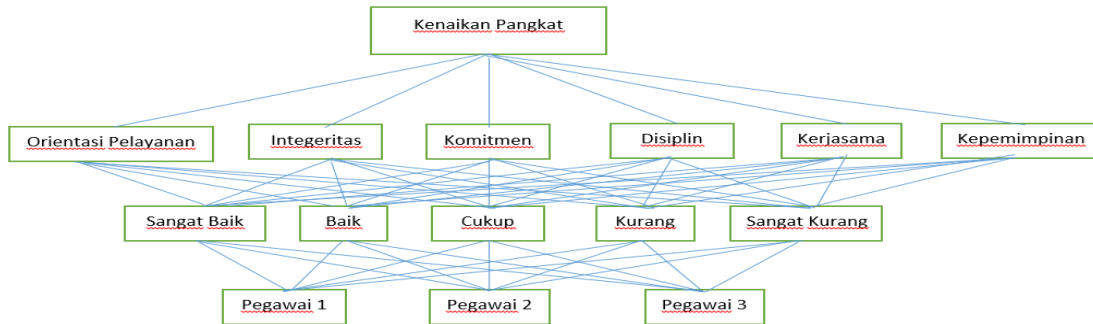 Kenaikan Pangkat
Orientasi Pelayanan
Integeritas
Komitmen
Disiplin
Kerjasama
Kepemimpinan
Sangat Baik
Baik
Cukup
Kurang
Sangat Kurang
Pegawai 1
Pegawai 2
Pegawai 3